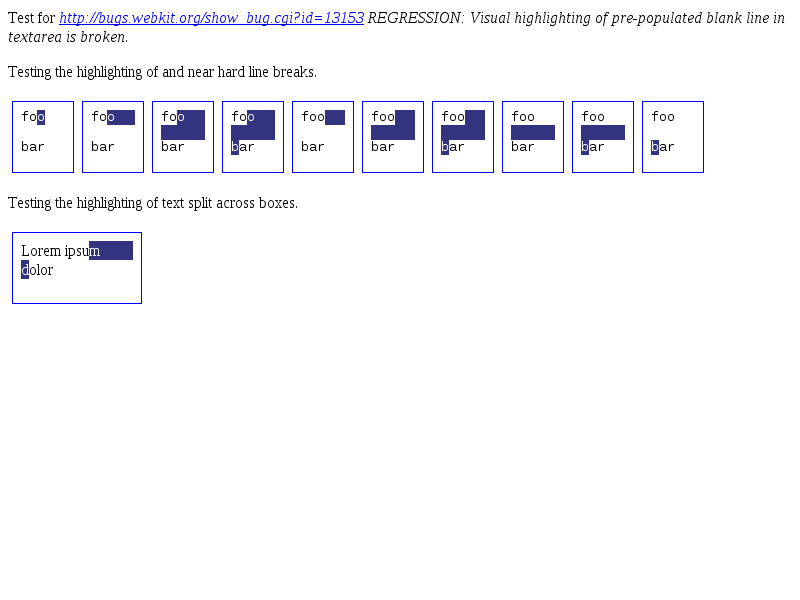 Test for http://bugs.webkit.org/show_bug.cgi?id=13153 REGRESSION: Visual highlighting of pre-populated blank line in
textarea is broken.
Testing the highlighting of and near hard line breaks.
foo foo foo foo foo foo foo foo foo foo
bar bar bar bar bar bar bar bar bar bar
Testing the highlighting of text split across boxes.
Lorem ipsum
dolor